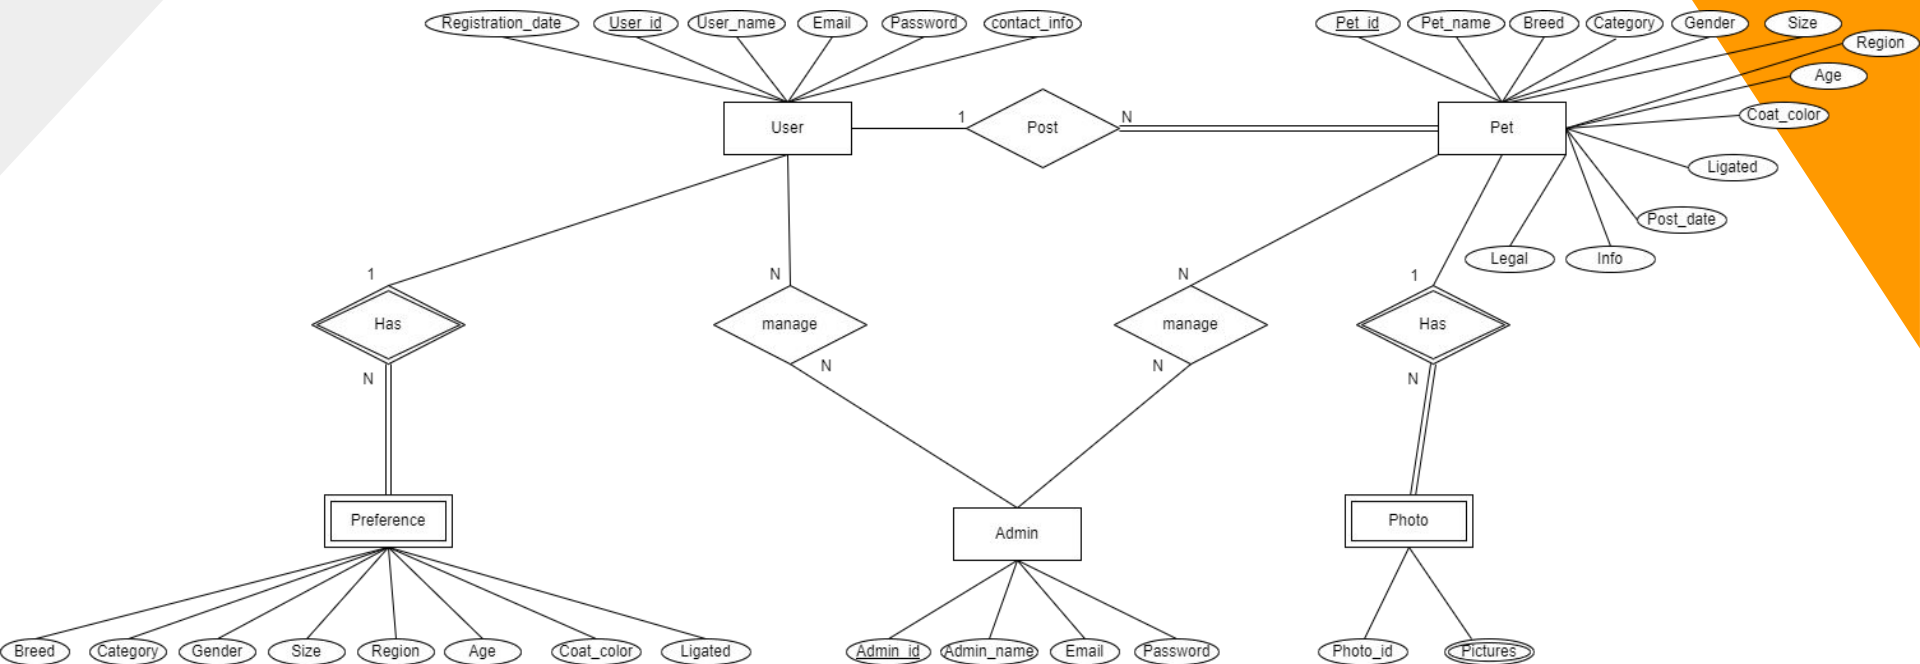 Registration_date
User_id
User_name
Email
Password
contact_info
Pet_id
Pet_name
Breed
Category
Gender
Size
Region
Age
Coat_color
Ligated
Post_date
Info
Legal
User
1
Post
N
Pet
1
Has
N
N
manage
N
N
manage
N
1
Has
N
Preference
Admin
Photo
Breed
Category
Gender
Size
Region
Age
Coat_color
Ligated
Admin_id
Admin_name
Email
Password
Photo_id
Pictures